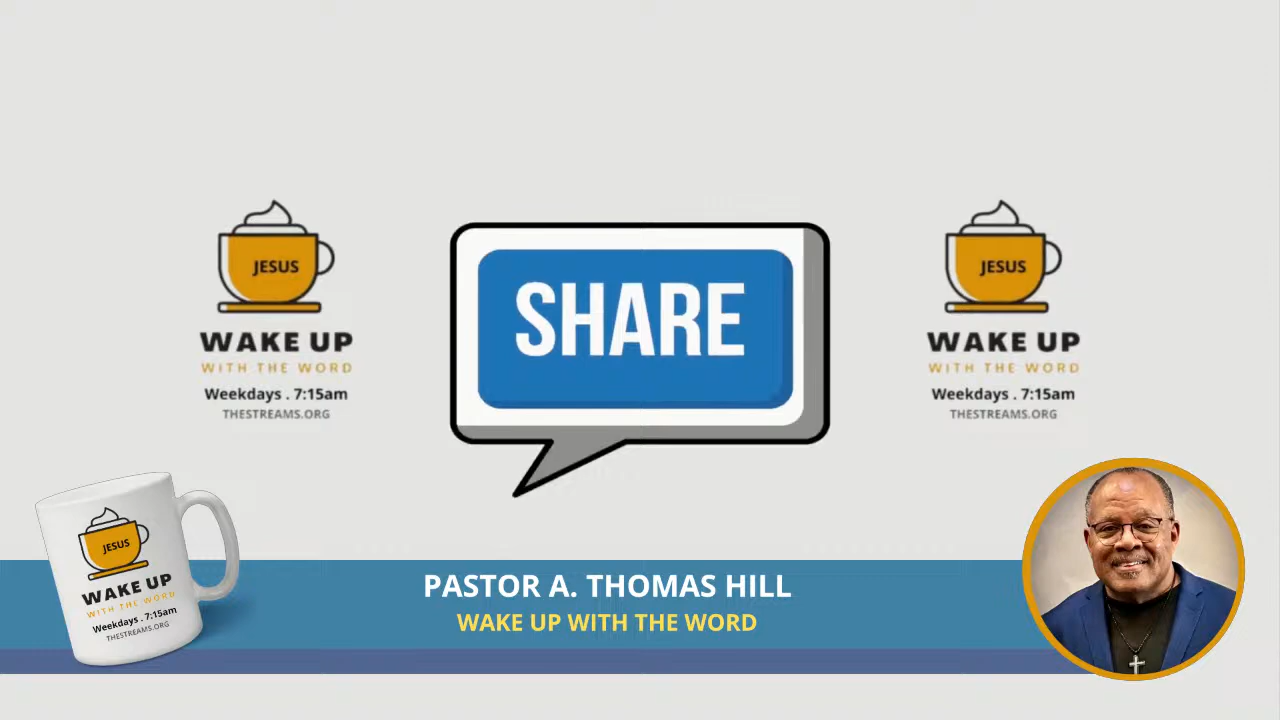 JESUS
WAKE UP
WITH THE WORD
Weekdays . 7:15am
THESTREAMS.ORG
SHARE
JESUS
WAKE UP
WITH THE WORD
Weekdays . 7:15am
THESTREAMS.ORG
JESUS
WAKE UP
WITH THE WORD
Weekdays . 7:15am
THESTREAMS.ORG
PASTOR A. THOMAS HILL
WAKE UP WITH THE WORD